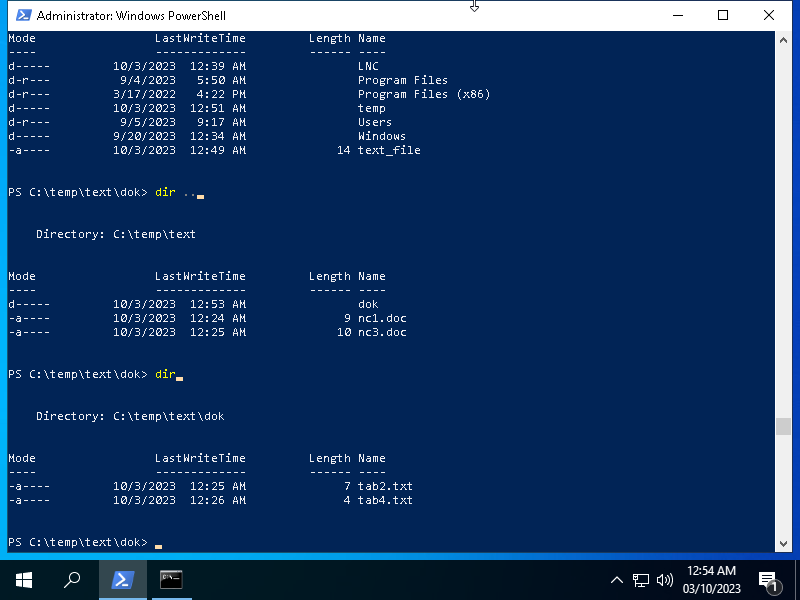 Administrator: Windows PowerShell
Mode LastWriteTime Length Name
---- ------------- ------ ----
d----- 10/3/2023 12:39 AM LNC
d-r--- 9/4/2023 5:50 AM Program Files
d-r--- 3/17/2022 4:22 PM Program Files (x86)
d----- 10/3/2023 12:51 AM temp
d-r--- 9/5/2023 9:17 AM Users
d----- 9/20/2023 12:34 AM Windows
-a---- 10/3/2023 12:49 AM 14 text_file
PS C:\temp\text\dok> dir ..
Directory: C:\temp\text
Mode LastWriteTime Length Name
---- ------------- ------ ----
d----- 10/3/2023 12:53 AM dok
-a---- 10/3/2023 12:24 AM 9 nc1.doc
-a---- 10/3/2023 12:25 AM 10 nc3.doc
PS C:\temp\text\dok> dir
Directory: C:\temp\text\dok
Mode LastWriteTime Length Name
---- ------------- ------ ----
-a---- 10/3/2023 12:25 AM 7 tab2.txt
-a---- 10/3/2023 12:26 AM 4 tab4.txt
PS C:\temp\text\dok>
12:54 AM
03/10/2023
1